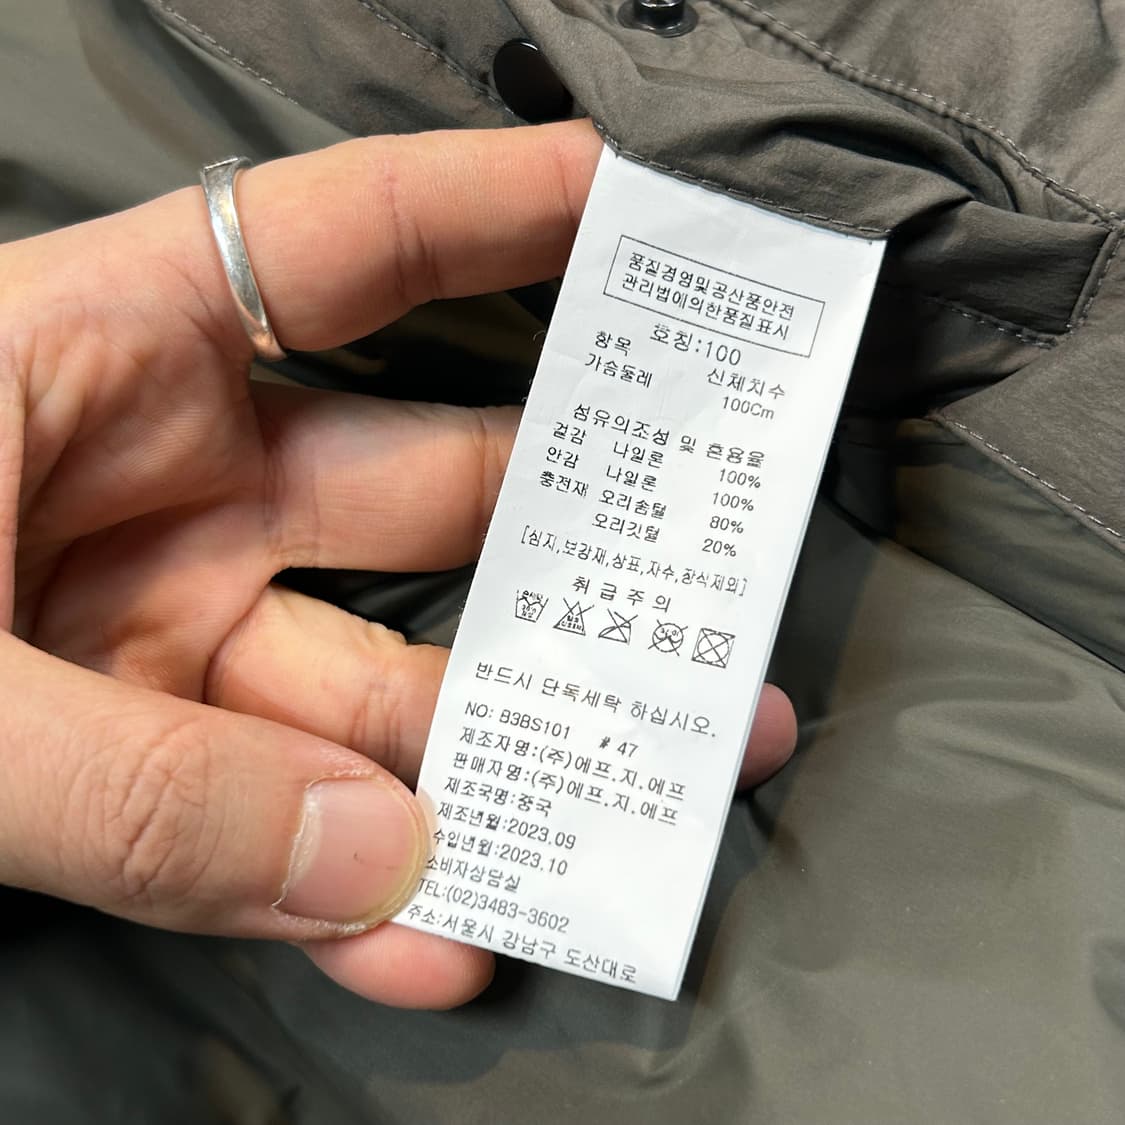 품질경영및공산품안전
관리법에의한품질표시
호칭:100
항목 신체치수
가슴둘레 100Cm
섬유의조성 및 혼용율
겉감 나일론 100%
안감 나일론 100%
충전재 오리솜털 80%
오리깃털 20%
[심지,보강재,상표,자수,장식제외]
취급주의
반드시 단독세탁 하십시오.
NO: B3BS101 # 47
제조자명:(주)에프.지.에프
판매자명:(주)에프.지.에프
제조국명:중국
제조년월:2023.09
수입년월:2023.10
소비자상담실
TEL:(02)3483-3602
주소:서울시 강남구 도산대로